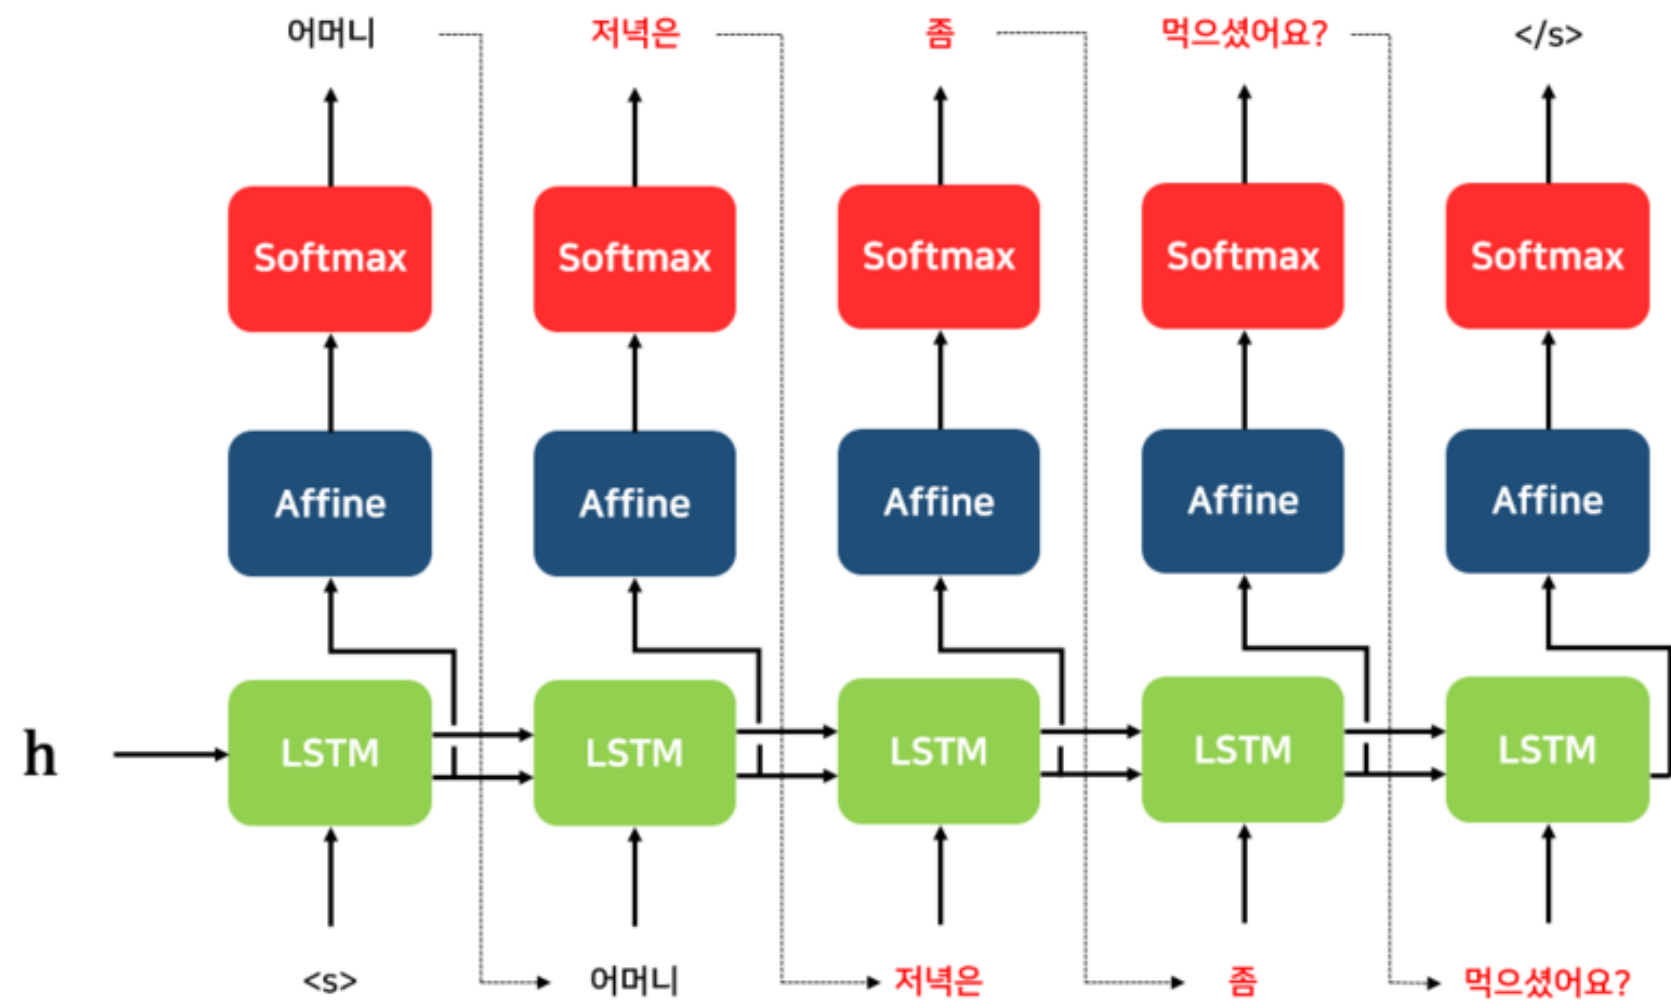 어머니 저녁은 좀 먹으셨어요? </s>
Softmax Softmax Softmax Softmax Softmax
Affine Affine Affine Affine Affine
h LSTM LSTM LSTM LSTM LSTM
<s> 어머니 저녁은 좀 먹으셨어요?